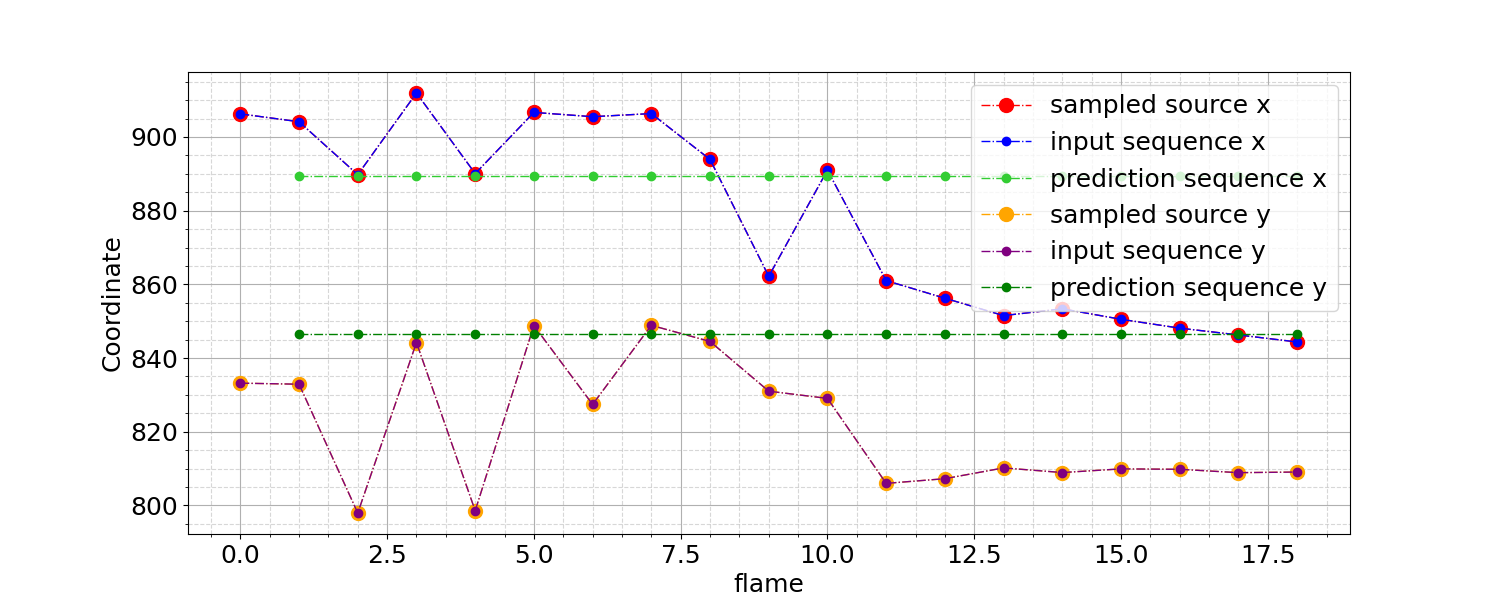 sampled source x
input sequence x
prediction sequence x
sampled source y
input sequence y
prediction sequence y
Coordinate
900
880
860
840
820
800
0.0 2.5 5.0 7.5 10.0 12.5 15.0 17.5
flame